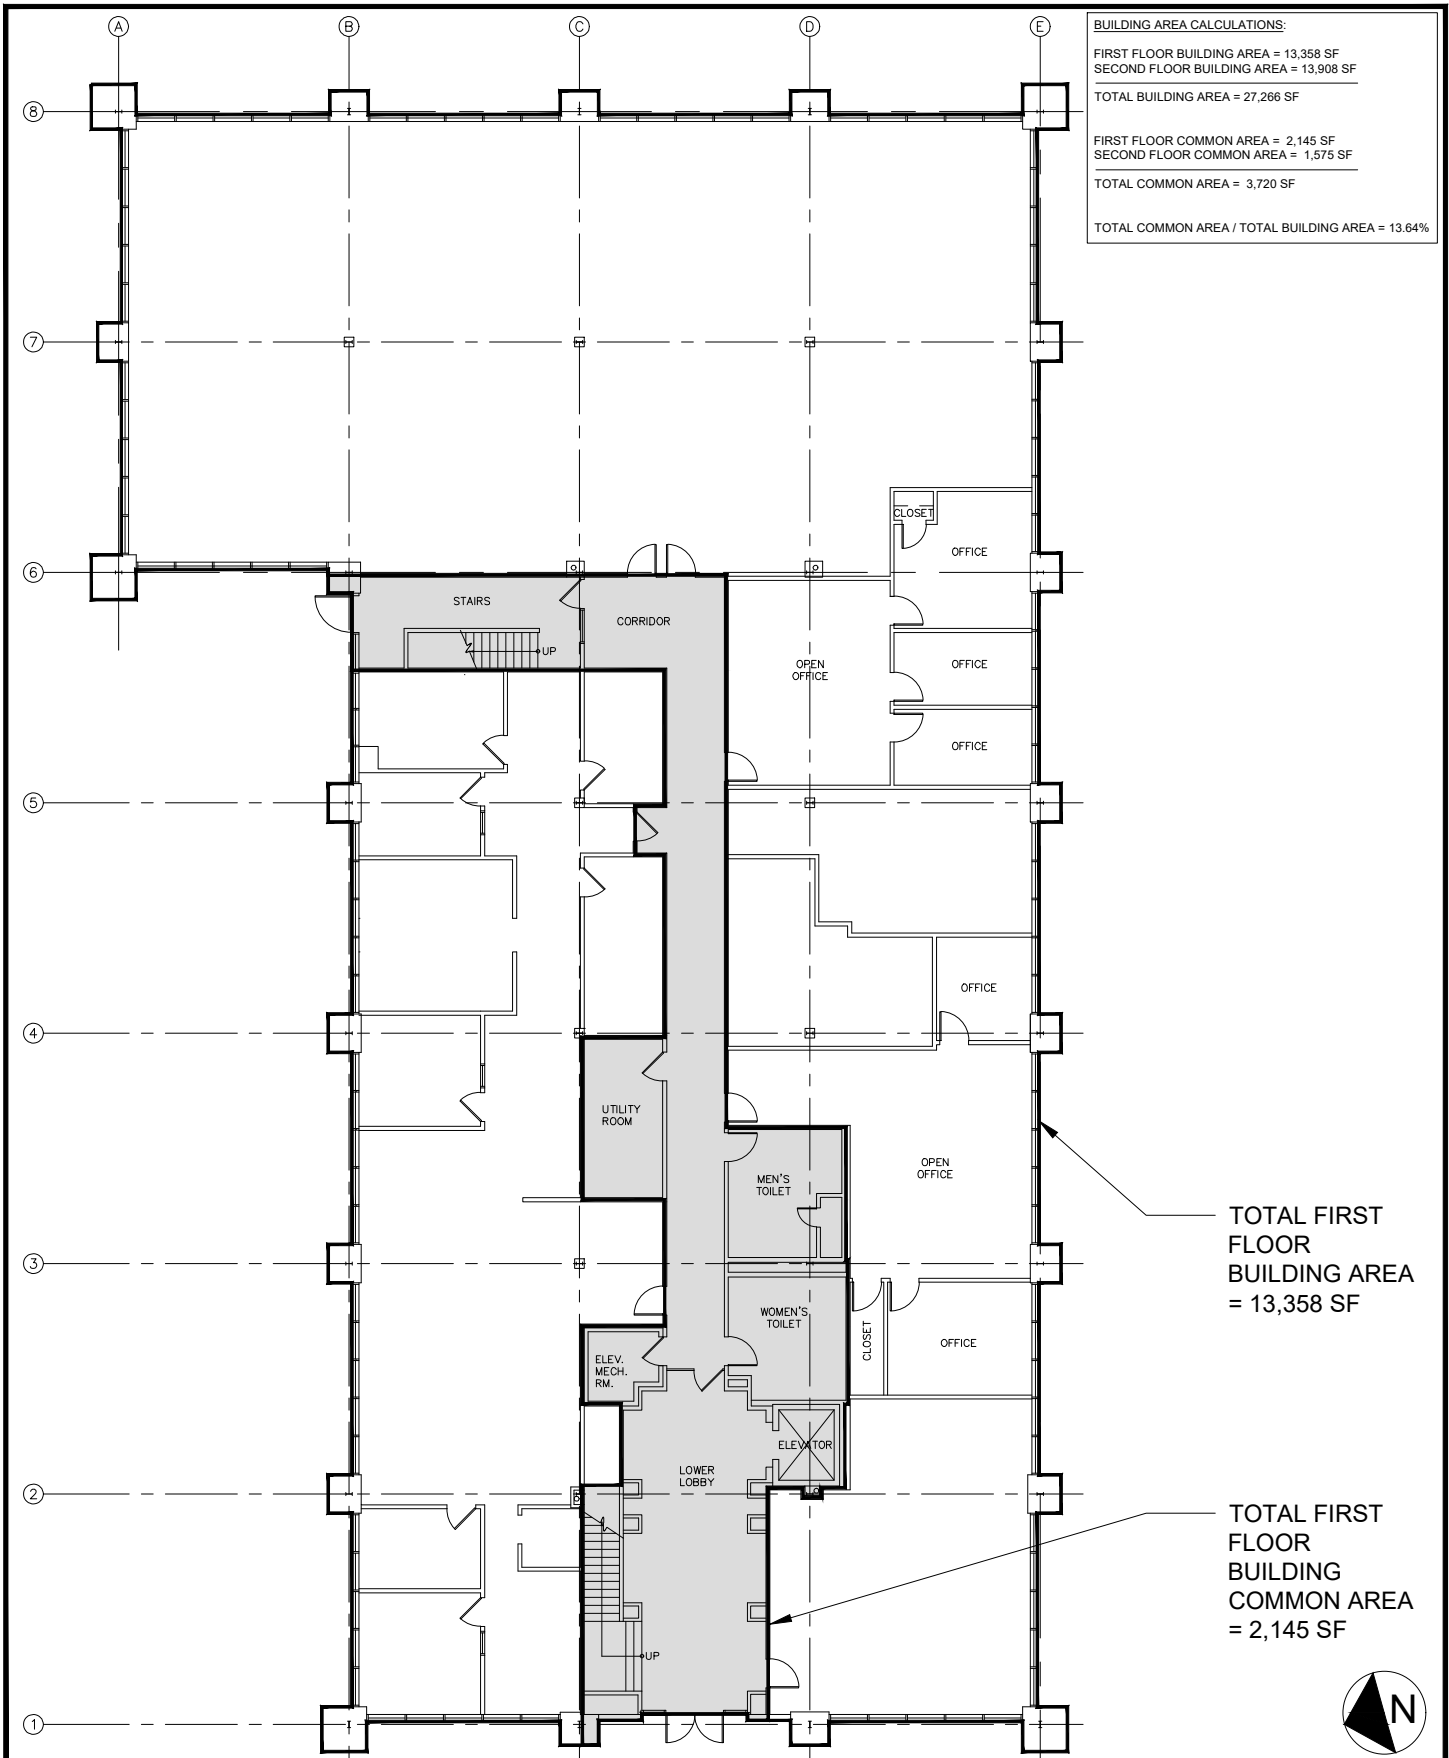 A
B
C
D
E
BUILDING AREA CALCULATIONS:
FIRST FLOOR BUILDING AREA = 13,358 SF
SECOND FLOOR BUILDING AREA = 13,908 SF
TOTAL BUILDING AREA = 27,266 SF
FIRST FLOOR COMMON AREA = 2,145 SF
SECOND FLOOR COMMON AREA = 1,575 SF
TOTAL COMMON AREA = 3,720 SF
TOTAL COMMON AREA / TOTAL BUILDING AREA = 13.64%
8
7
CLOSET
OFFICE
6
STAIRS
CORRIDOR
UP
OPEN
OFFICE
OFFICE
OFFICE
5
OFFICE
4
UTILITY
ROOM
MEN'S
TOILET
OPEN
OFFICE
TOTAL FIRST
FLOOR
BUILDING AREA
= 13,358 SF
3
WOMEN'S
TOILET
CLOSET
OFFICE
ELEV.
MECH.
RM.
ELEVATOR
LOWER
LOBBY
2
TOTAL FIRST
FLOOR
BUILDING
COMMON AREA
= 2,145 SF
UP
1
N